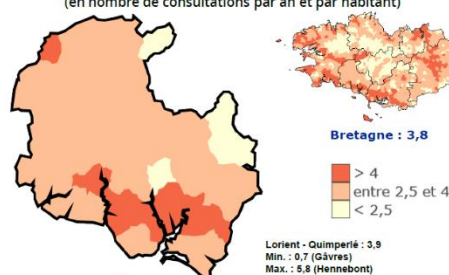 (en nombre de consultations par an et par habitant)
Bretagne : 3,8
> 4
entre 2,5 et 4
< 2,5
Lorient - Quimperlé : 3,9
Min. : 0,7 (Gâvres)
Max. : 5,8 (Hennebont)